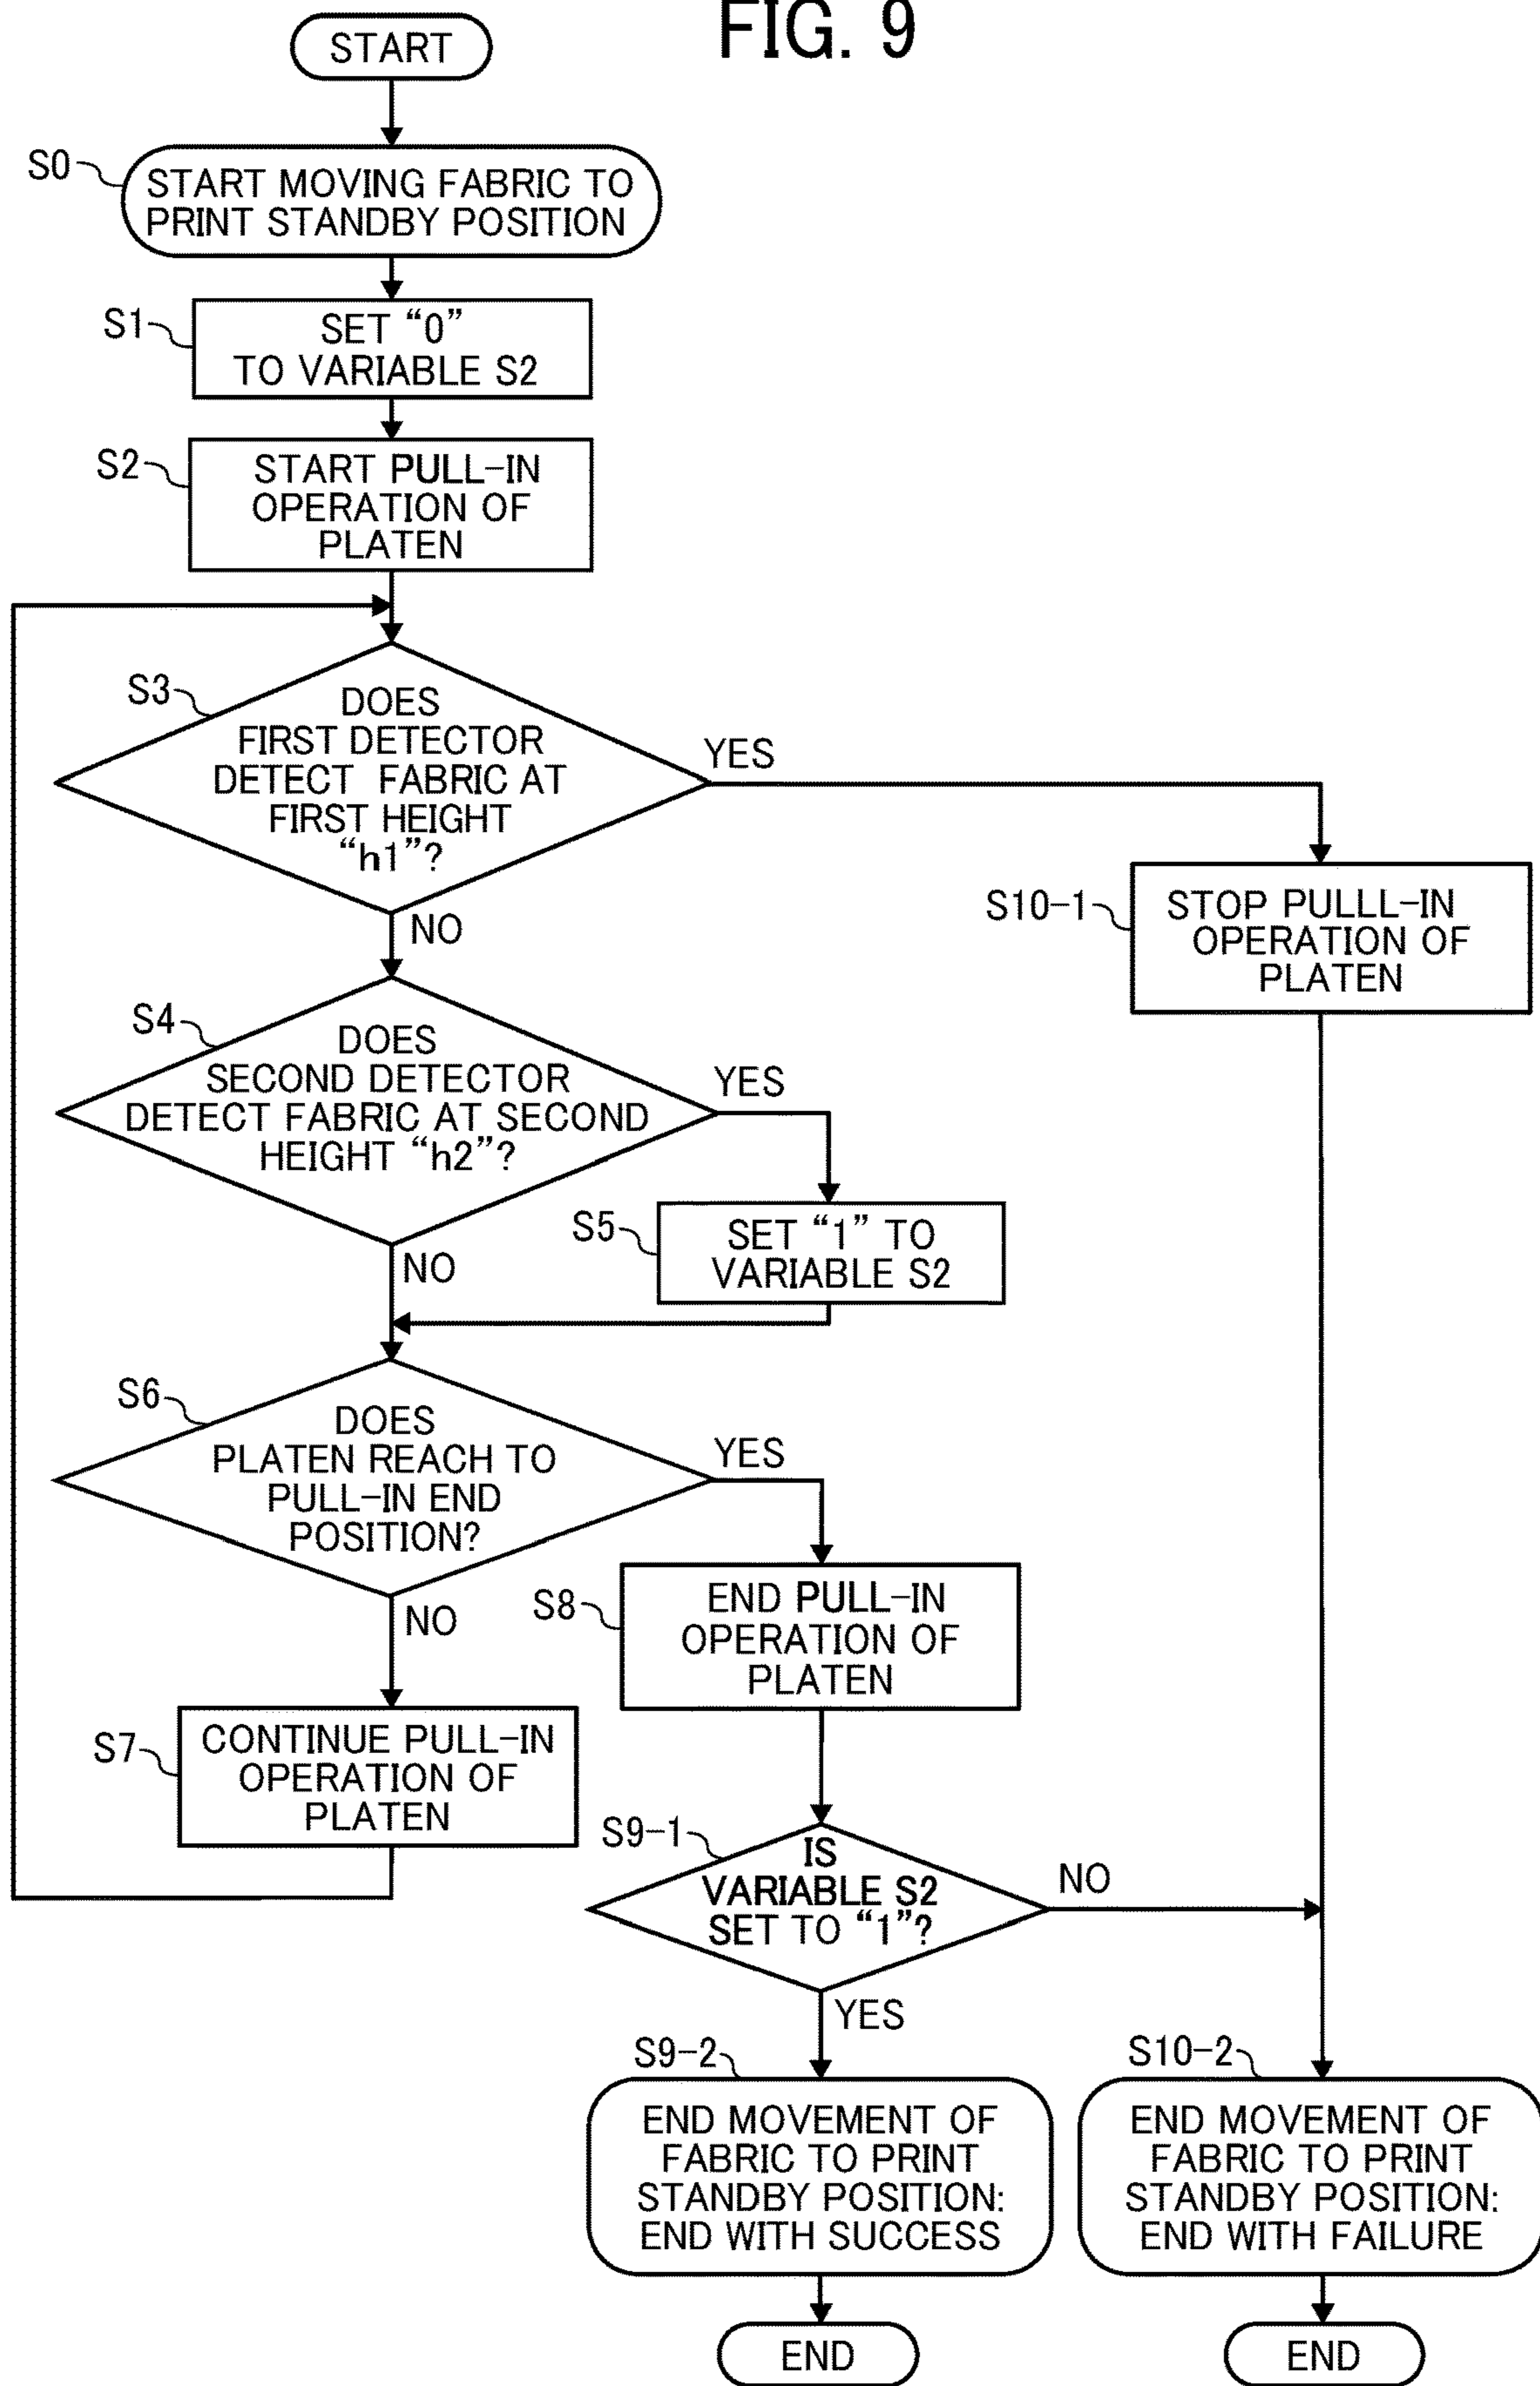 FIG. 9
START
S0
START MOVING FABRIC TO
PRINT STANDBY POSITION
S1
SET “0”
TO VARIABLE S2
S2
START PULL-IN
OPERATION OF
PLATEN
S3
DOES
FIRST DETECTOR
DETECT FABRIC AT
FIRST HEIGHT
“h1”?
YES
NO
S10-1
STOP PULLL-IN
OPERATION OF
PLATEN
S4
DOES
SECOND DETECTOR
DETECT FABRIC AT SECOND
HEIGHT “h2”?
YES
NO
S5
SET “1” TO
VARIABLE S2
S6
DOES
PLATEN REACH TO
PULL-IN END
POSITION?
YES
NO
S8
END PULL-IN
OPERATION OF
PLATEN
S7
CONTINUE PULL-IN
OPERATION OF
PLATEN
S9-1
IS
VARIABLE S2
SET TO “1”?
NO
YES
S9-2
END MOVEMENT OF
FABRIC TO PRINT
STANDBY POSITION:
END WITH SUCCESS
S10-2
END MOVEMENT OF
FABRIC TO PRINT
STANDBY POSITION:
END WITH FAILURE
END
END